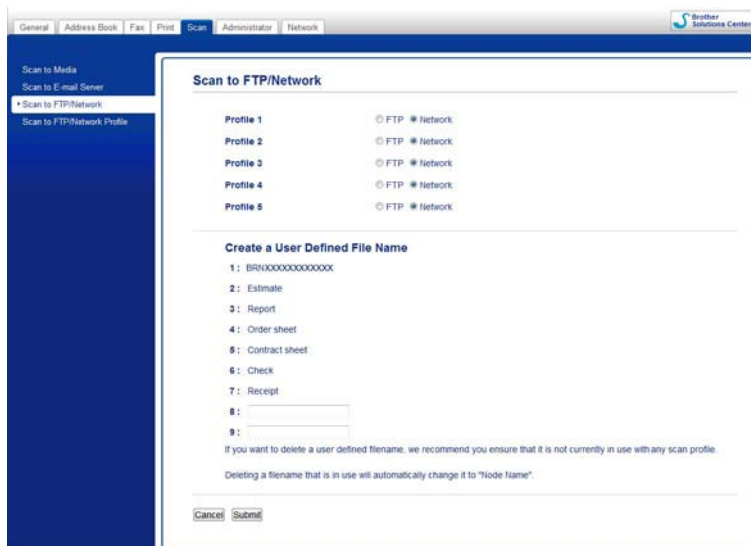 General Address Book Fax Print Scan Administrator Network
Brother
Solutions Center
Scan to Media
Scan to E-mail Server
Scan to FTP/Network
Scan to FTP/Network Profile
Scan to FTP/Network
Profile 1 FTP Network
Profile 2 FTP Network
Profile 3 FTP Network
Profile 4 FTP Network
Profile 5 FTP Network
Create a User Defined File Name
1 : BRNXXXXXXXXXXXX
2 : Estimate
3 : Report
4 : Order sheet
5 : Contract sheet
6 : Check
7 : Receipt
8 :
9 :
If you want to delete a user defined filename, we recommend you ensure that it is not currently in use with any scan profile.
Deleting a filename that is in use will automatically change it to "Node Name".
Cancel Submit